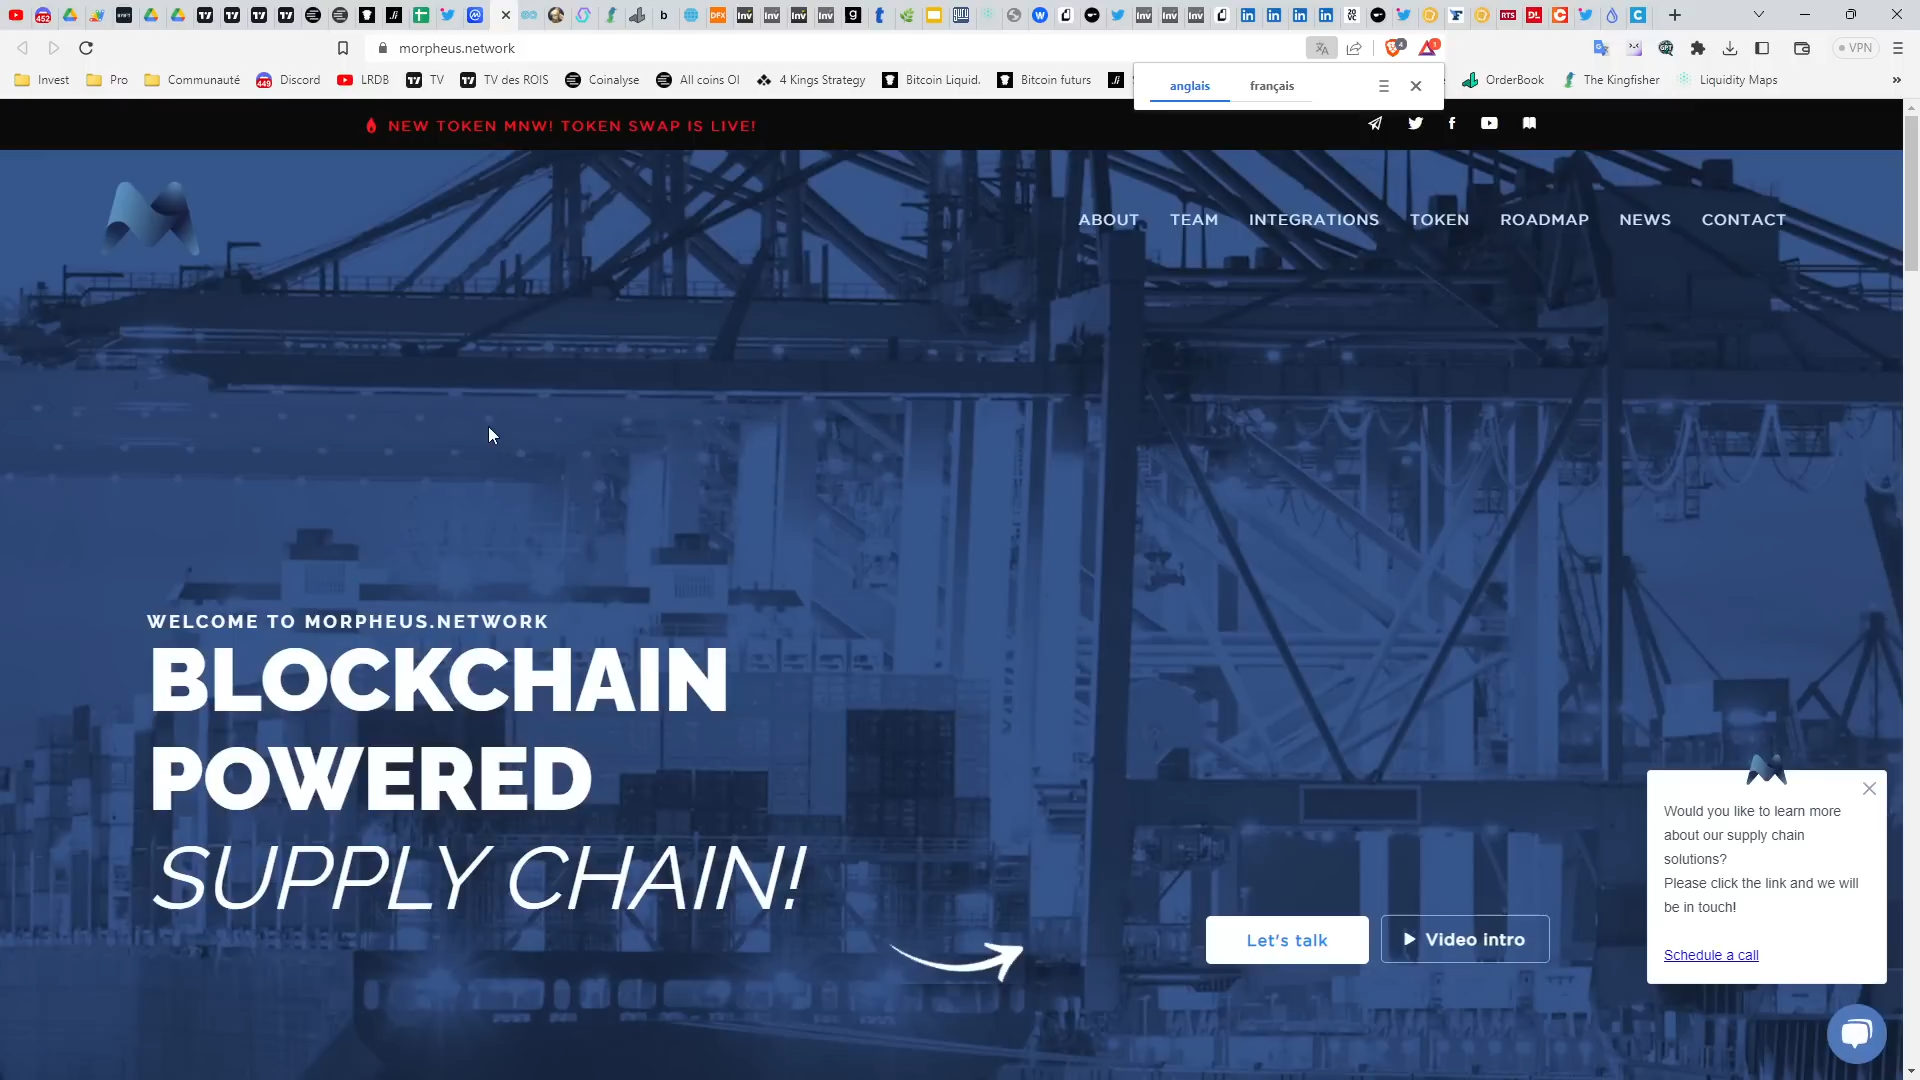 452
morpheus.network
4
1
VPN
Invest
Pro
Communauté
449
Discord
LRDB
TV
TV des ROIS
Coinalyse
All coins OI
4 Kings Strategy
Bitcoin Liquid.
Bitcoin futurs
OrderBook
The Kingfisher
Liquidity Maps
anglais
français
NEW TOKEN MNW! TOKEN SWAP IS LIVE!
ABOUT
TEAM
INTEGRATIONS
TOKEN
ROADMAP
NEWS
CONTACT
WELCOME TO MORPHEUS.NETWORK
BLOCKCHAIN
POWERED
SUPPLY CHAIN!
Let's talk
Video intro
Would you like to learn more
about our supply chain
solutions?
Please click the link and we will
be in touch!
Schedule a call